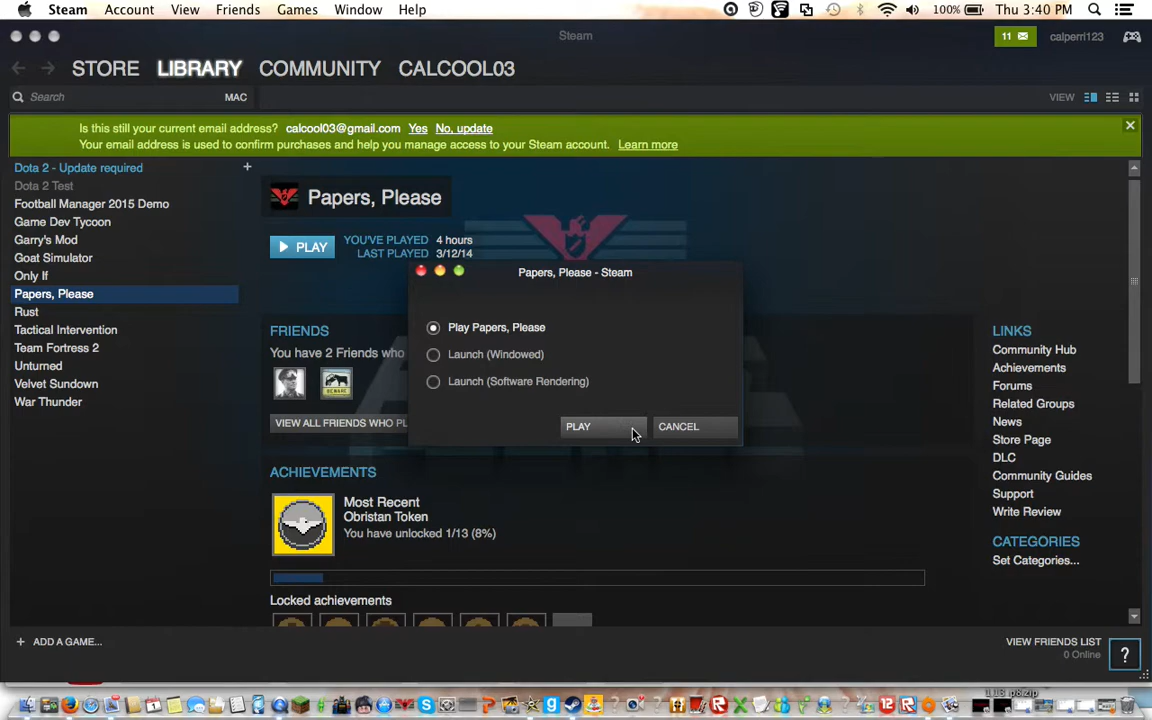 Steam Account View Friends Games Window Help 100% Thu 3:40 PM
Steam
11 calperri123
STORE LIBRARY COMMUNITY CALCOOL03
Search MAC VIEW
Is this still your current email address? calcool03@gmail.com Yes No, update
Your email address is used to confirm purchases and help you manage access to your Steam account. Learn more
Dota 2 - Update required
Dota 2 Test
Football Manager 2015 Demo
Game Dev Tycoon
Garry's Mod
Goat Simulator
Only If
Papers, Please
Rust
Tactical Intervention
Team Fortress 2
Unturned
Velvet Sundown
War Thunder
Papers, Please
PLAY
YOU'VE PLAYED 4 hours
LAST PLAYED 3/12/14
Papers, Please - Steam
Play Papers, Please
Launch (Windowed)
Launch (Software Rendering)
PLAY CANCEL
FRIENDS
You have 2 Friends who
VIEW ALL FRIENDS WHO PL
ACHIEVEMENTS
Most Recent
Obristan Token
You have unlocked 1/13 (8%)
Locked achievements
LINKS
Community Hub
Achievements
Forums
Related Groups
News
Store Page
DLC
Community Guides
Support
Write Review
CATEGORIES
Set Categories...
+ ADD A GAME...
VIEW FRIENDS LIST
0 Online
?